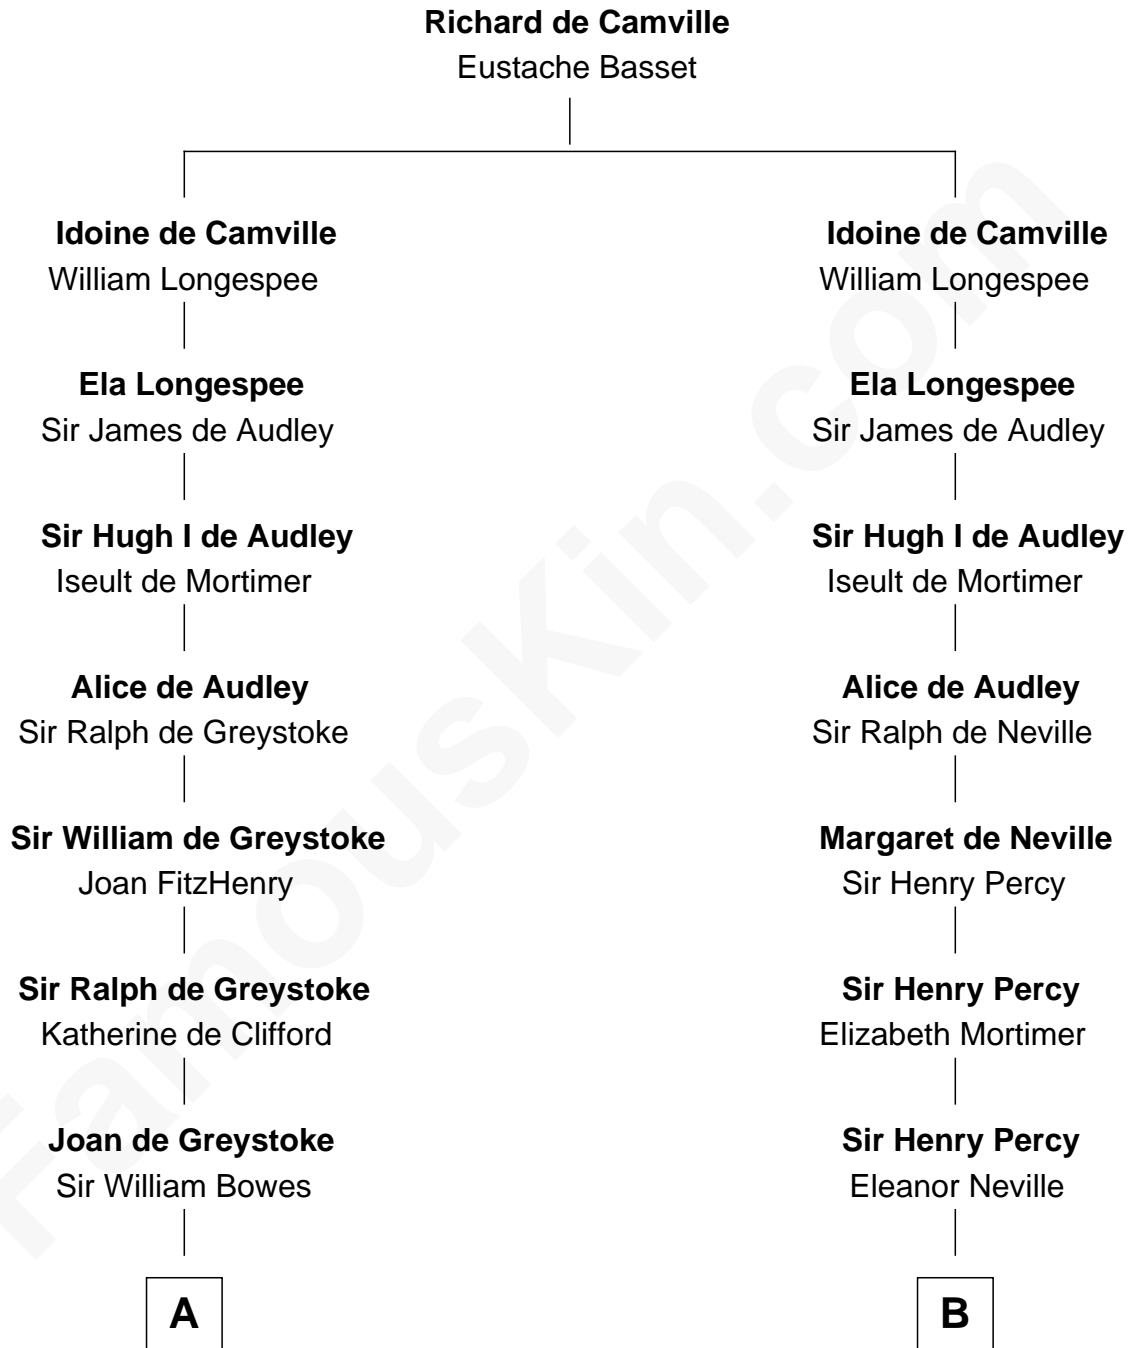 Richard de Camville
Eustache Basset
Idoine de Camville
William Longespee
Idoine de Camville
William Longespee
Ela Longespee
Sir James de Audley
Ela Longespee
Sir James de Audley
Sir Hugh I de Audley
Iseult de Mortimer
Sir Hugh I de Audley
Iseult de Mortimer
Alice de Audley
Sir Ralph de Greystoke
Alice de Audley
Sir Ralph de Neville
Sir William de Greystoke
Joan FitzHenry
Margaret de Neville
Sir Henry Percy
Sir Ralph de Greystoke
Katherine de Clifford
Sir Henry Percy
Elizabeth Mortimer
Joan de Greystoke
Sir William Bowes
Sir Henry Percy
Eleanor Neville
A
B
FamousKin.com